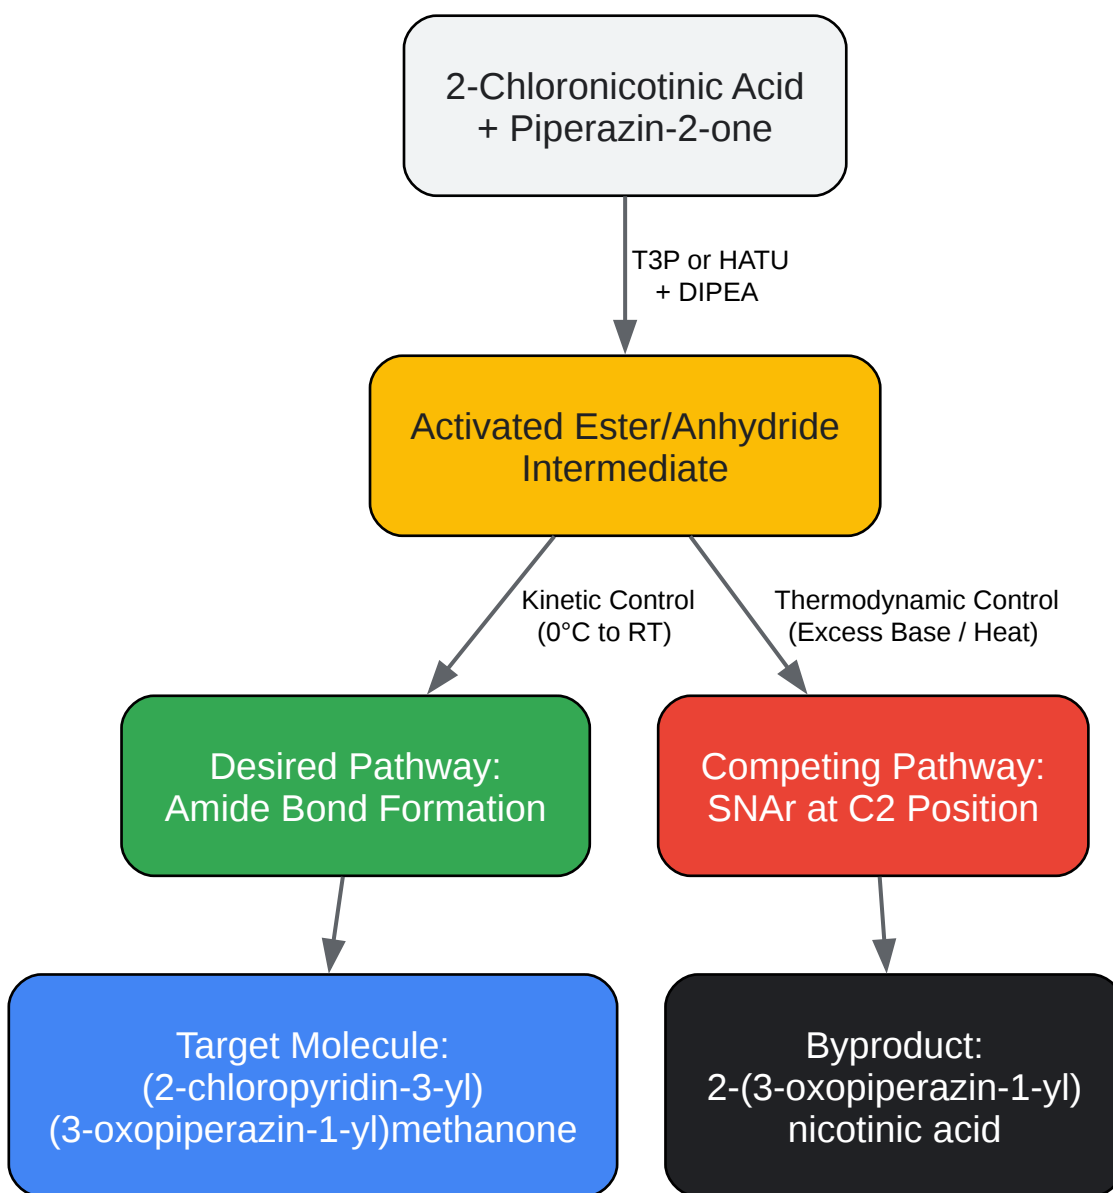 2-Chloronicotinic Acid
+ Piperazin-2-one
T3P or HATU
+ DIPEA
Activated Ester/Anhydride
Intermediate
Kinetic Control
(0°C to RT)
Thermodynamic Control
(Excess Base / Heat)
Desired Pathway:
Amide Bond Formation
Competing Pathway:
SNAr at C2 Position
Target Molecule:
(2-chloropyridin-3-yl)
(3-oxopiperazin-1-yl)methanone
Byproduct:
2-(3-oxopiperazin-1-yl)
nicotinic acid